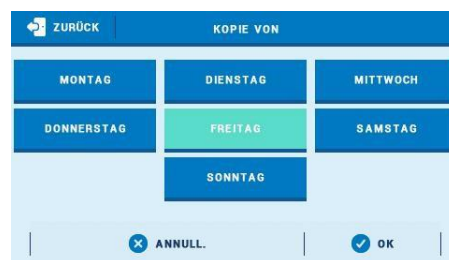 ZURÜCK KOPIE VON
MONTAG DIENSTAG MITTWOCH
DONNERSTAG FREITAG SAMSTAG
SONNTAG
ANNULL. OK